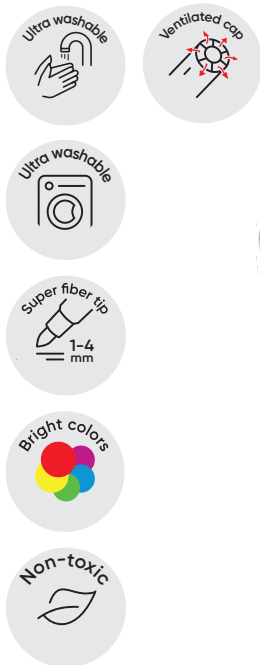 Ultra washable
Ventilated cap
Ultra washable
Super fiber tip
1-4
mm
Bright colors
Non-toxic